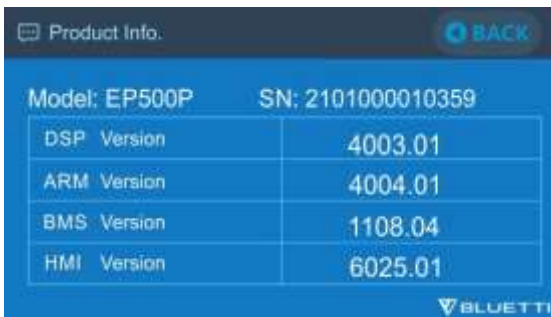 Product Info.
BACK
Model: EP500P SN: 2101000010359
DSP Version 4003.01
ARM Version 4004.01
BMS Version 1108.04
HMI Version 6025.01
BLUETTI